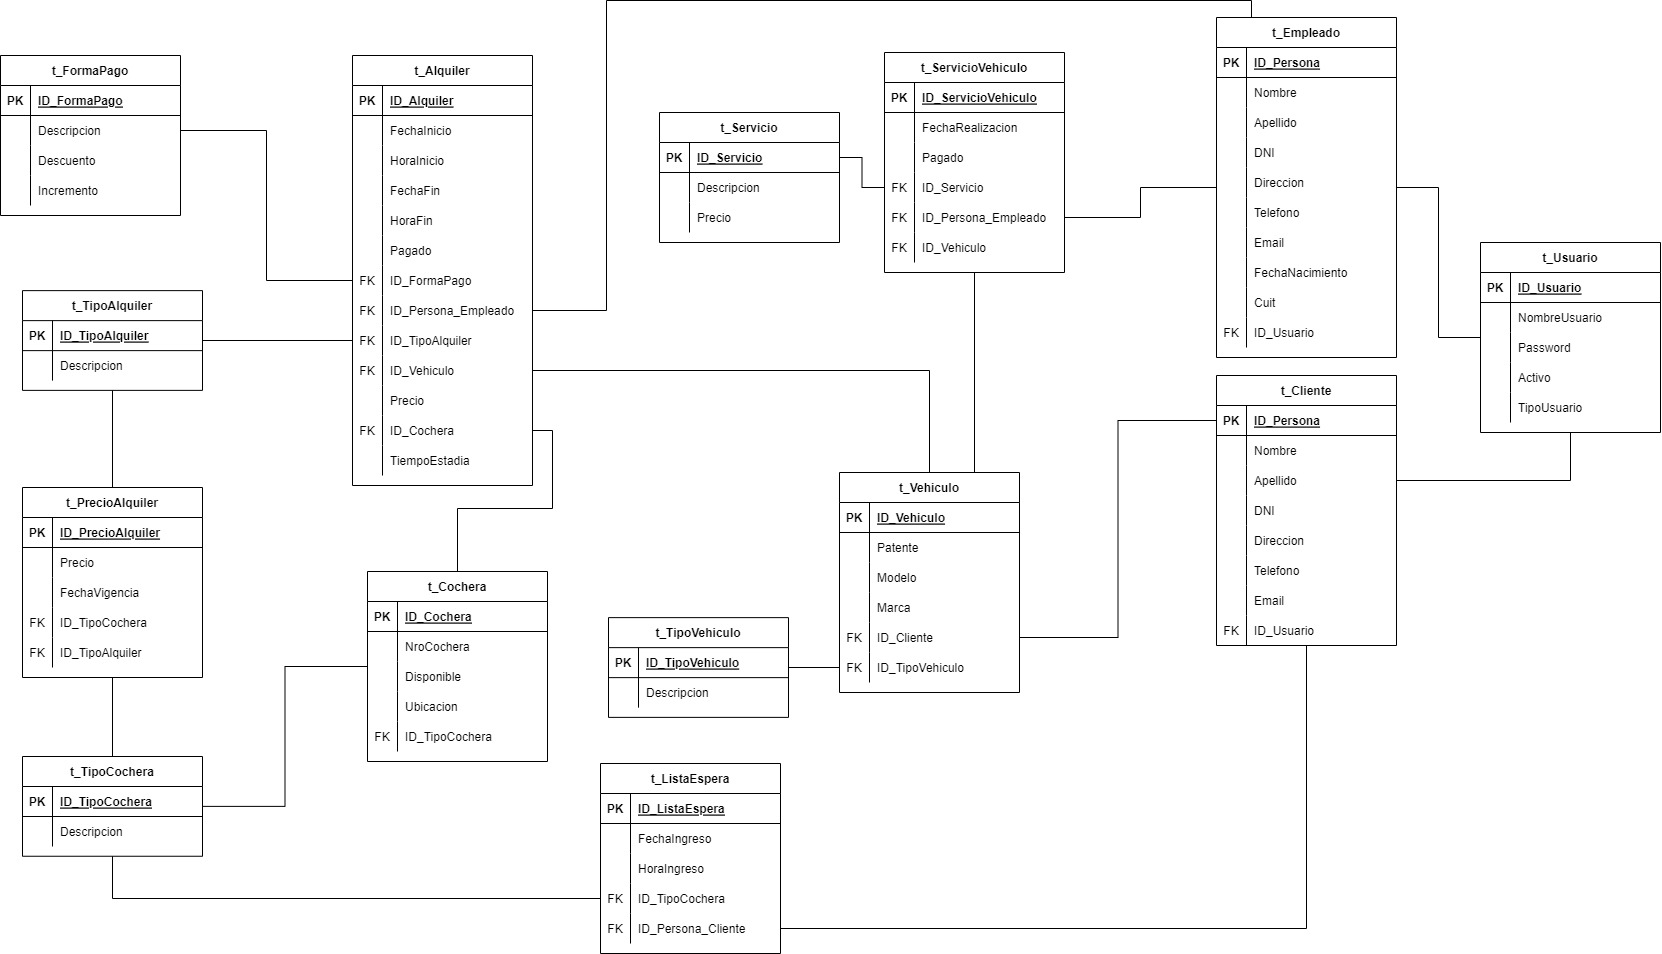 t_FormaPago
PK ID_FormaPago
Descripcion
Descuento
Incremento
t_Alquiler
PK ID_Alquiler
FechaInicio
HoraInicio
FechaFin
HoraFin
Pagado
FK ID_FormaPago
FK ID_Persona_Empleado
FK ID_TipoAlquiler
FK ID_Vehiculo
Precio
FK ID_Cochera
TiempoEstadia
t_Servicio
PK ID_Servicio
Descripcion
Precio
t_ServicioVehiculo
PK ID_ServicioVehiculo
FechaRealizacion
Pagado
FK ID_Servicio
FK ID_Persona_Empleado
FK ID_Vehiculo
t_Empleado
PK ID_Persona
Nombre
Apellido
DNI
Direccion
Telefono
Email
FechaNacimiento
Cuit
FK ID_Usuario
t_Usuario
PK ID_Usuario
NombreUsuario
Password
Activo
TipoUsuario
t_TipoAlquiler
PK ID_TipoAlquiler
Descripcion
t_Cliente
PK ID_Persona
Nombre
Apellido
DNI
Direccion
Telefono
Email
FK ID_Usuario
t_PrecioAlquiler
PK ID_PrecioAlquiler
Precio
FechaVigencia
FK ID_TipoCochera
FK ID_TipoAlquiler
t_Cochera
PK ID_Cochera
NroCochera
Disponible
Ubicacion
FK ID_TipoCochera
t_Vehiculo
PK ID_Vehiculo
Patente
Modelo
Marca
FK ID_Cliente
FK ID_TipoVehiculo
t_TipoVehiculo
PK ID_TipoVehiculo
Descripcion
t_TipoCochera
PK ID_TipoCochera
Descripcion
t_ListaEspera
PK ID_ListaEspera
FechaIngreso
HoraIngreso
FK ID_TipoCochera
FK ID_Persona_Cliente